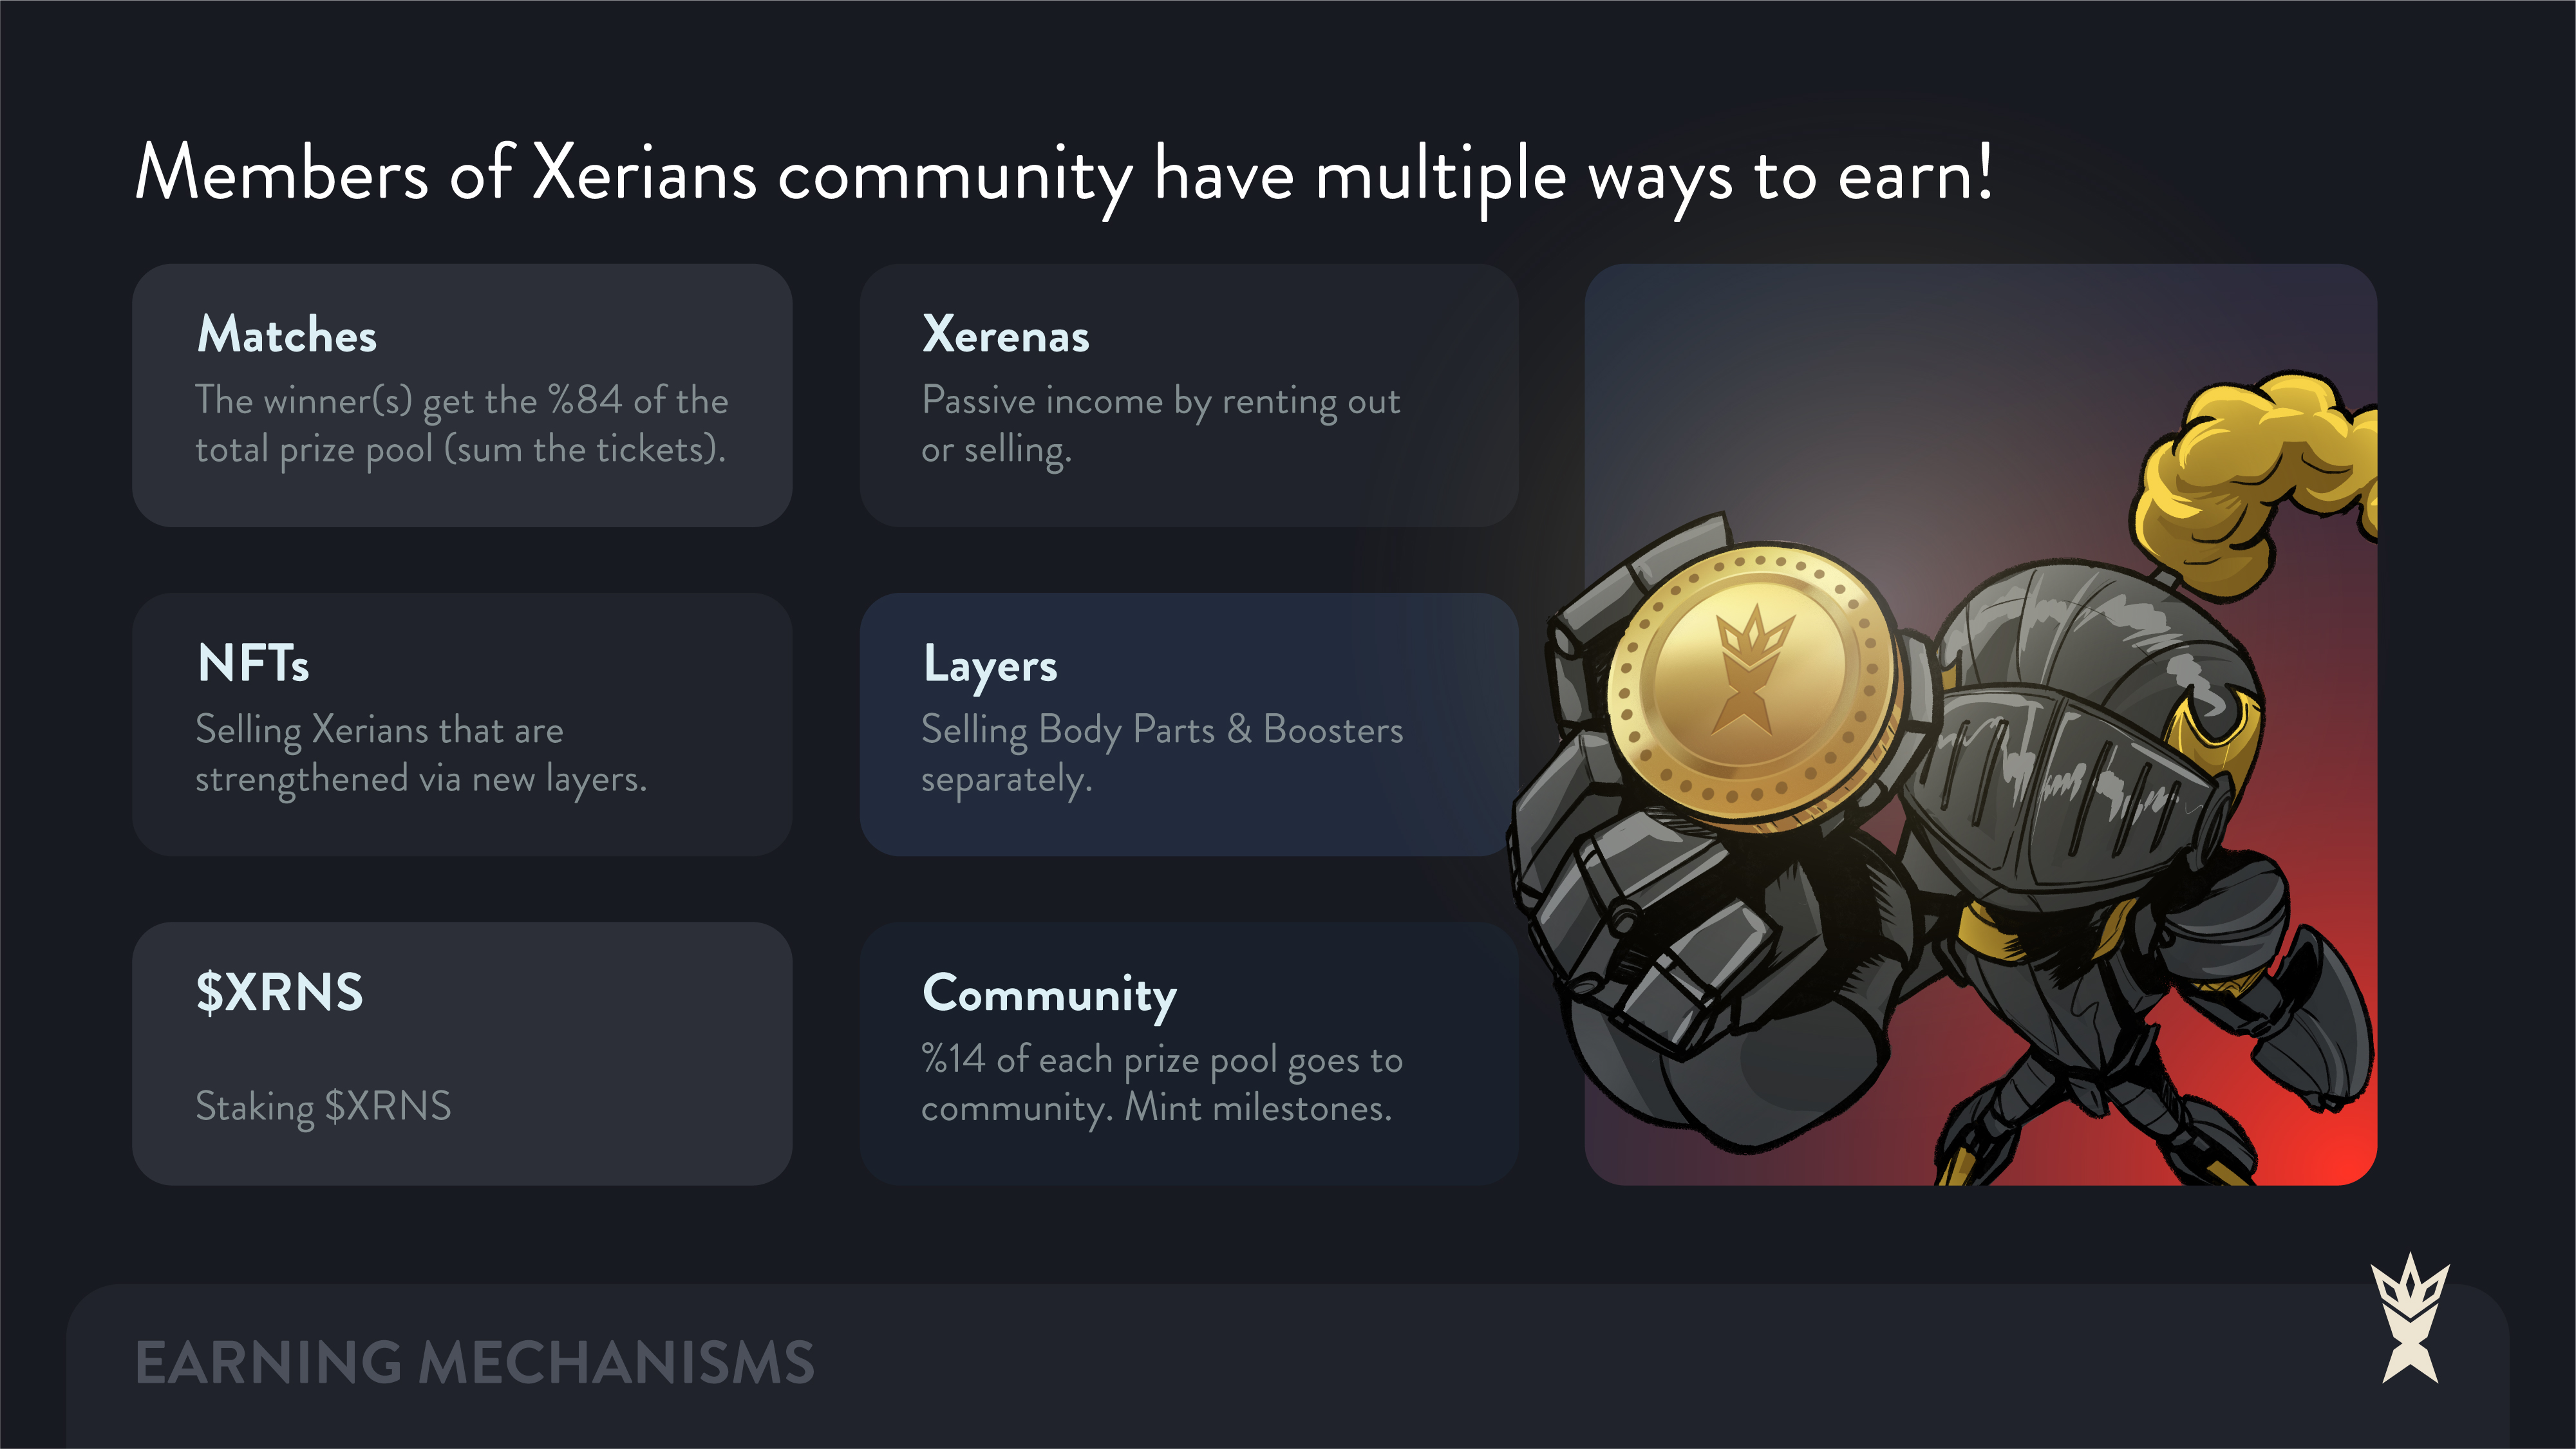 Members of Xerians community have multiple ways to earn!
Matches
The winner(s) get the %84 of the
total prize pool (sum the tickets).
Xerenas
Passive income by renting out
or selling.
NFTs
Selling Xerians that are
strengthened via new layers.
Layers
Selling Body Parts & Boosters
separately.
$XRNS
Staking $XRNS
Community
%14 of each prize pool goes to
community. Mint milestones.
EARNING MECHANISMS